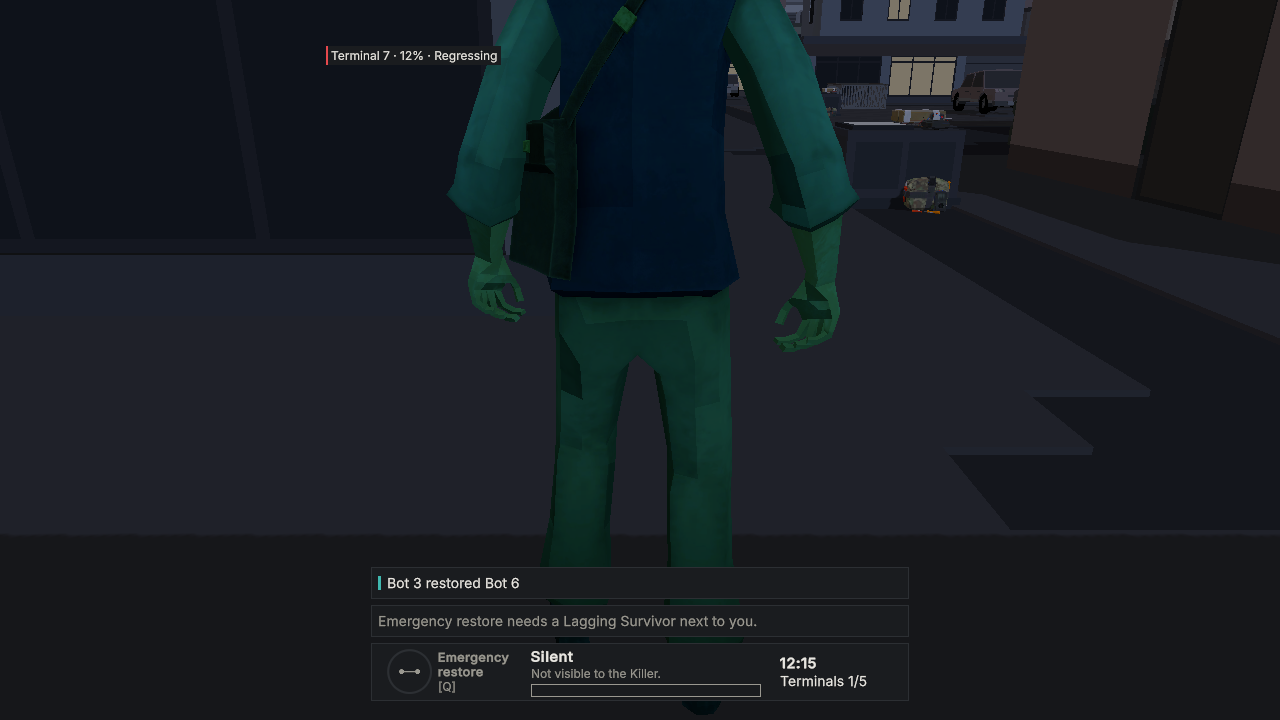 Terminal 7 · 12% · Regressing
Bot 3 restored Bot 6
Emergency restore needs a Lagging Survivor next to you.
Emergency
restore
[Q]
Silent
Not visible to the Killer.
12:15
Terminals 1/5